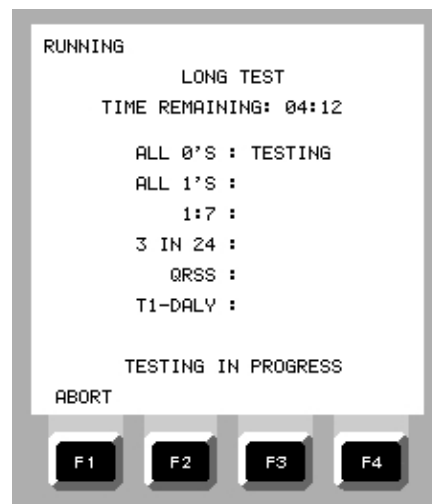 RUNNING
LONG TEST
TIME REMAINING: 04:12
ALL 0'S : TESTING
ALL 1'S :
1:7 :
3 IN 24 :
QRSS :
T1-DALY :
TESTING IN PROGRESS
ABORT
F1 F2 F3 F4